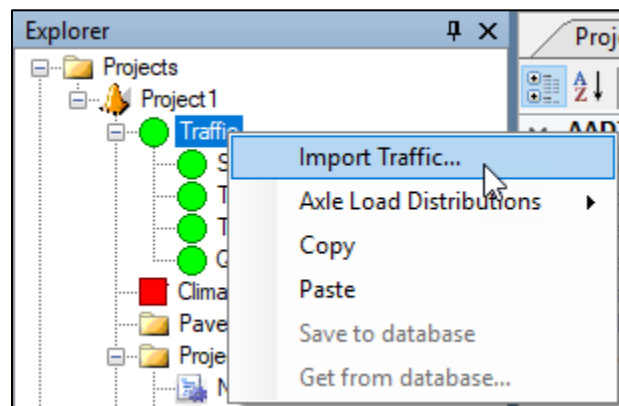 Explorer
Proj
Projects
Project1
Traffic
Import Traffic...
Axle Load Distributions
Copy
Paste
Save to database
Get from database...
S
T
T
Clima
Pave
Proje
N